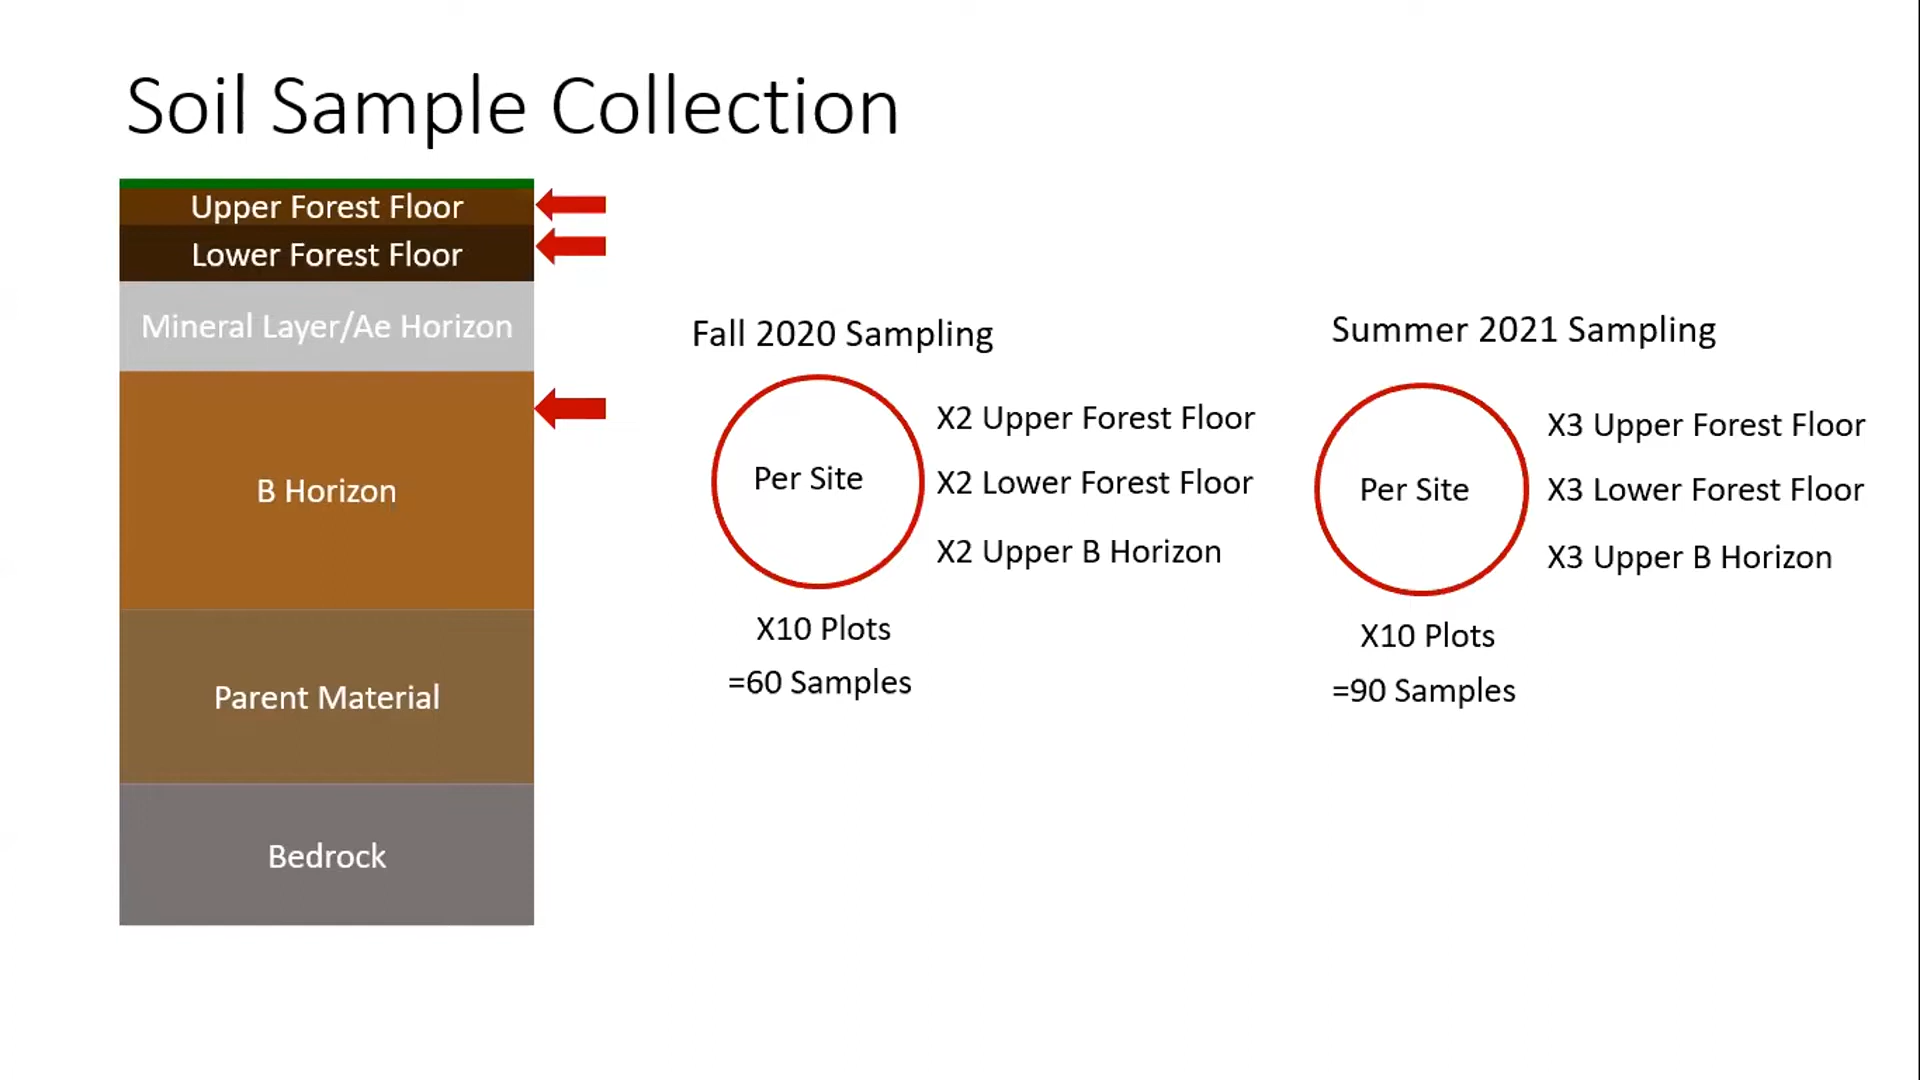 Soil Sample Collection
Upper Forest Floor
Lower Forest Floor
Mineral Layer/Ae Horizon
B Horizon
Parent Material
Bedrock
Fall 2020 Sampling
Per Site
X2 Upper Forest Floor
X2 Lower Forest Floor
X2 Upper B Horizon
X10 Plots
=60 Samples
Summer 2021 Sampling
Per Site
X3 Upper Forest Floor
X3 Lower Forest Floor
X3 Upper B Horizon
X10 Plots
=90 Samples